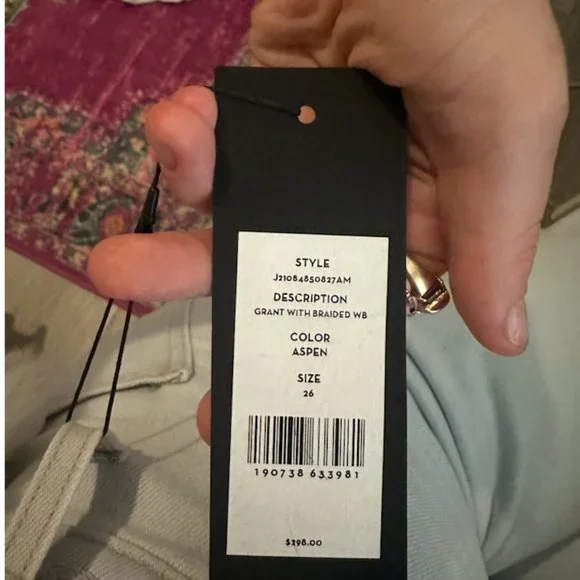 STYLE
J21084850827AM
DESCRIPTION
GRANT WITH BRAIDED WB
COLOR
ASPEN
SIZE
26
190738 633981
$298.00